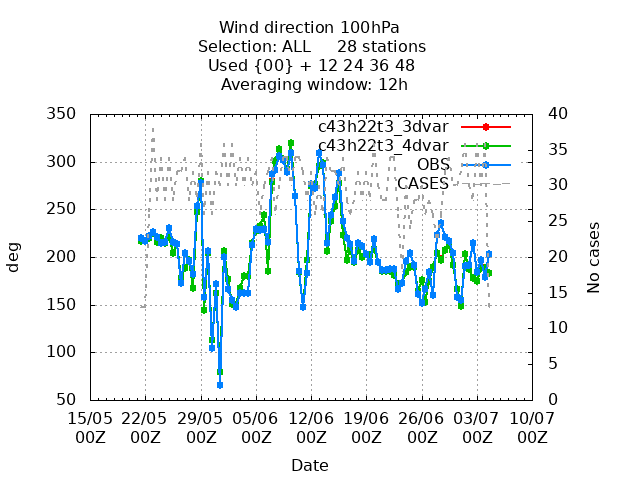 Wind direction 100hPa
Selection: ALL     28 stations
Used {00} + 12 24 36 48
Averaging window: 12h
350 40
c43h22t3_3dvar
c43h22t3_4dvar
OBS
CASES
300 35
250 30
200 25
150 20
100 15
50 10
5
0
deg
No cases
15/05 22/05 29/05 05/06 12/06 19/06 26/06 03/07 10/07
00Z 00Z 00Z 00Z 00Z 00Z 00Z 00Z 00Z
Date